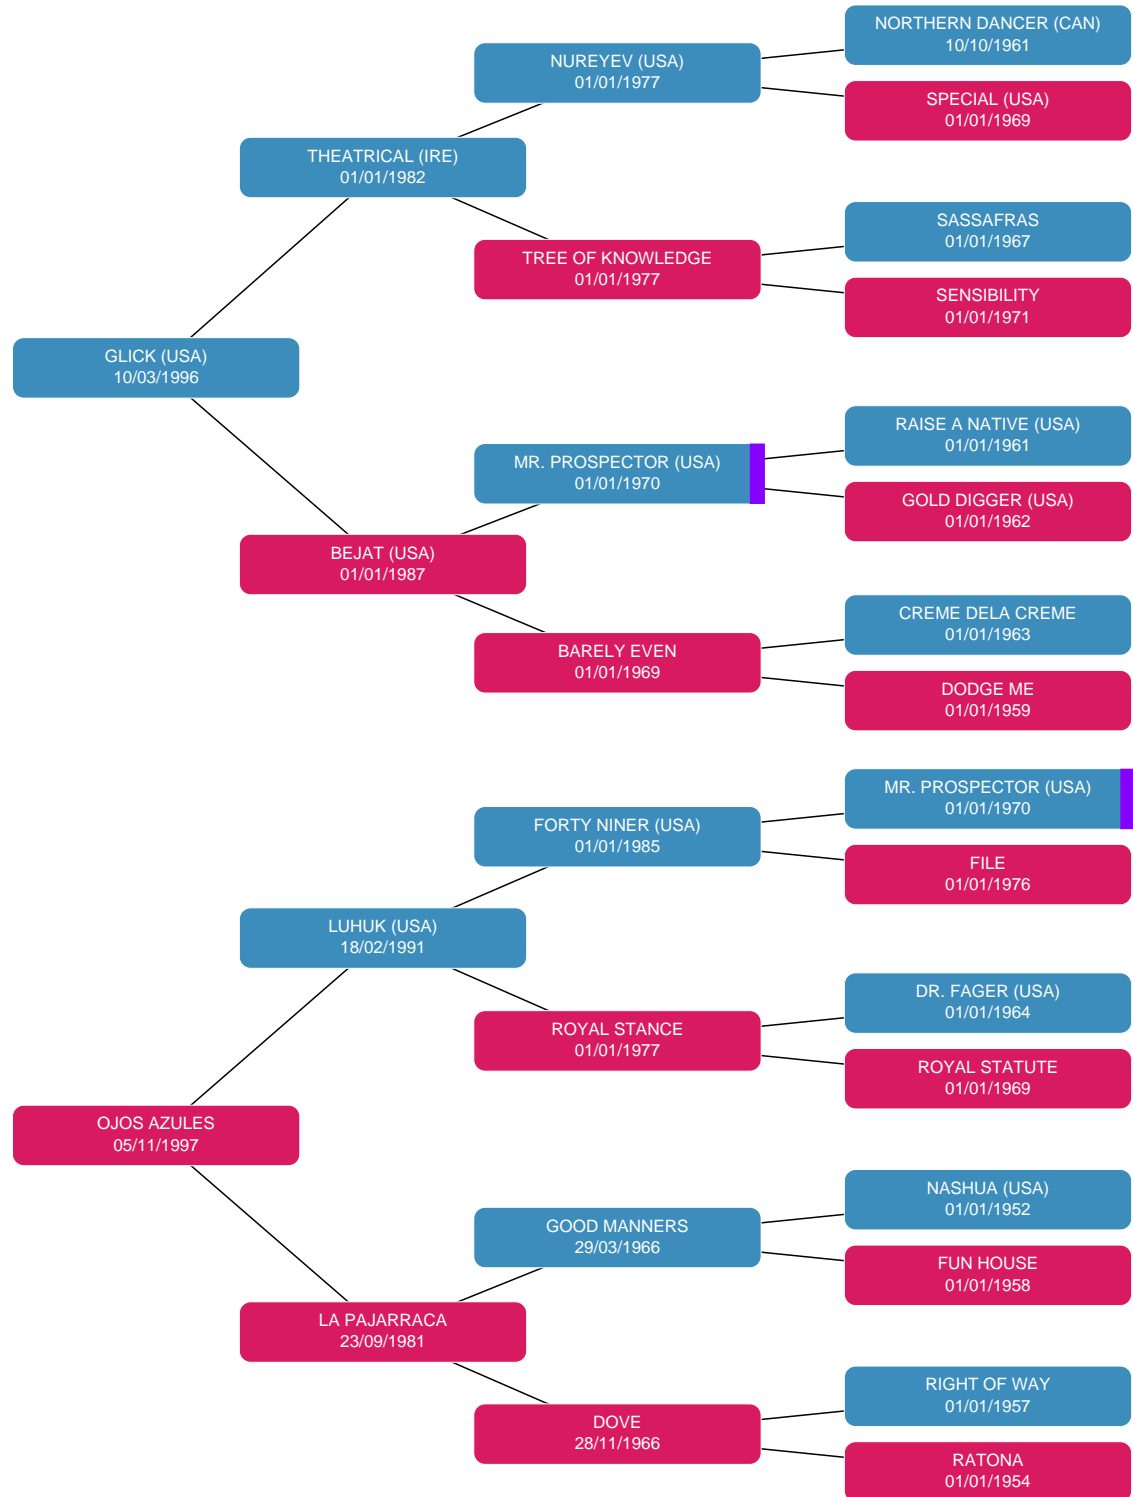 NORTHERN DANCER (CAN)
10/10/1961
NUREYEV (USA)
01/01/1977
SPECIAL (USA)
01/01/1969
THEATRICAL (IRE)
01/01/1982
SASSAFRAS
01/01/1967
TREE OF KNOWLEDGE
01/01/1977
SENSIBILITY
01/01/1971
GLICK (USA)
10/03/1996
RAISE A NATIVE (USA)
01/01/1961
MR. PROSPECTOR (USA)
01/01/1970
GOLD DIGGER (USA)
01/01/1962
BEJAT (USA)
01/01/1987
CREME DELA CREME
01/01/1963
BARELY EVEN
01/01/1969
DODGE ME
01/01/1959
MR. PROSPECTOR (USA)
01/01/1970
FORTY NINER (USA)
01/01/1985
FILE
01/01/1976
LUHUK (USA)
18/02/1991
DR. FAGER (USA)
01/01/1964
ROYAL STANCE
01/01/1977
ROYAL STATUTE
01/01/1969
OJOS AZULES
05/11/1997
NASHUA (USA)
01/01/1952
GOOD MANNERS
29/03/1966
FUN HOUSE
01/01/1958
LA PAJARRACA
23/09/1981
RIGHT OF WAY
01/01/1957
DOVE
28/11/1966
RATONA
01/01/1954